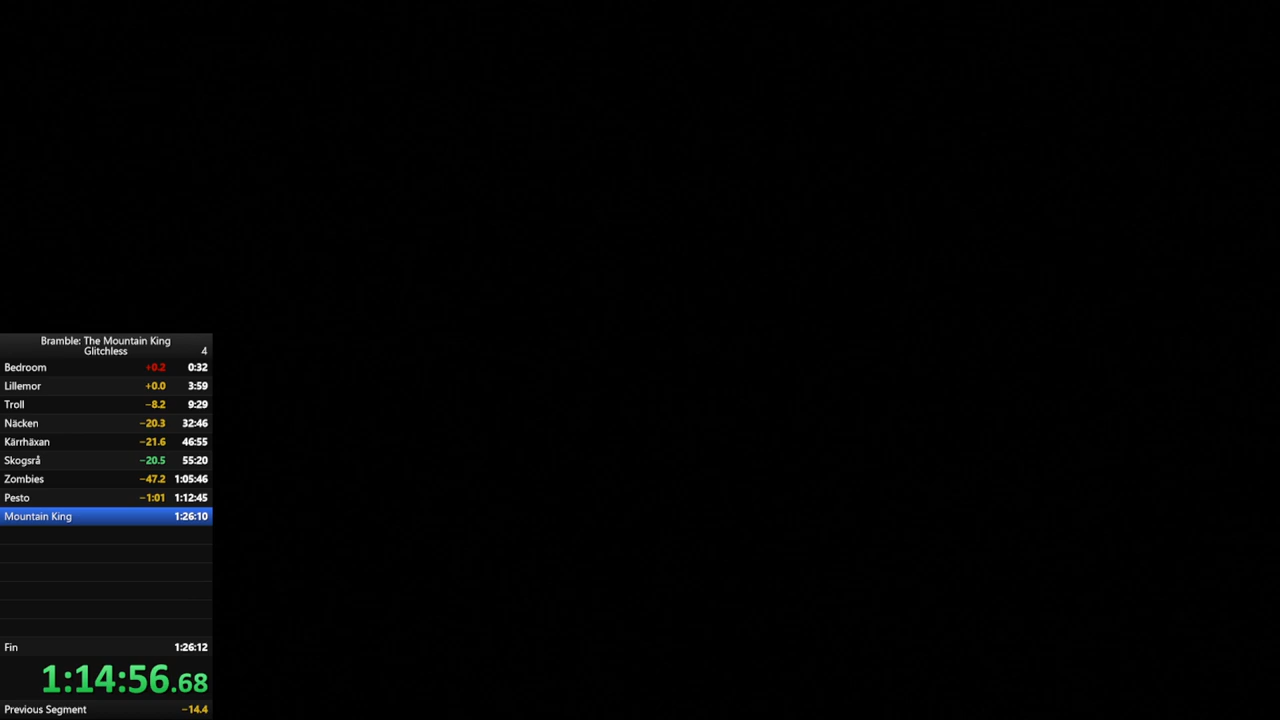 Bramble: The Mountain King
Glitchless 4
Bedroom +0.2 0:32
Lillemor +0.0 3:59
Troll −8.2 9:29
Näcken −20.3 32:46
Kärrhäxan −21.6 46:55
Skogsrå −20.5 55:20
Zombies −47.2 1:05:46
Pesto −1:01 1:12:45
Mountain King 1:26:10
Fin 1:26:12
1:14:56.68
Previous Segment −14.4